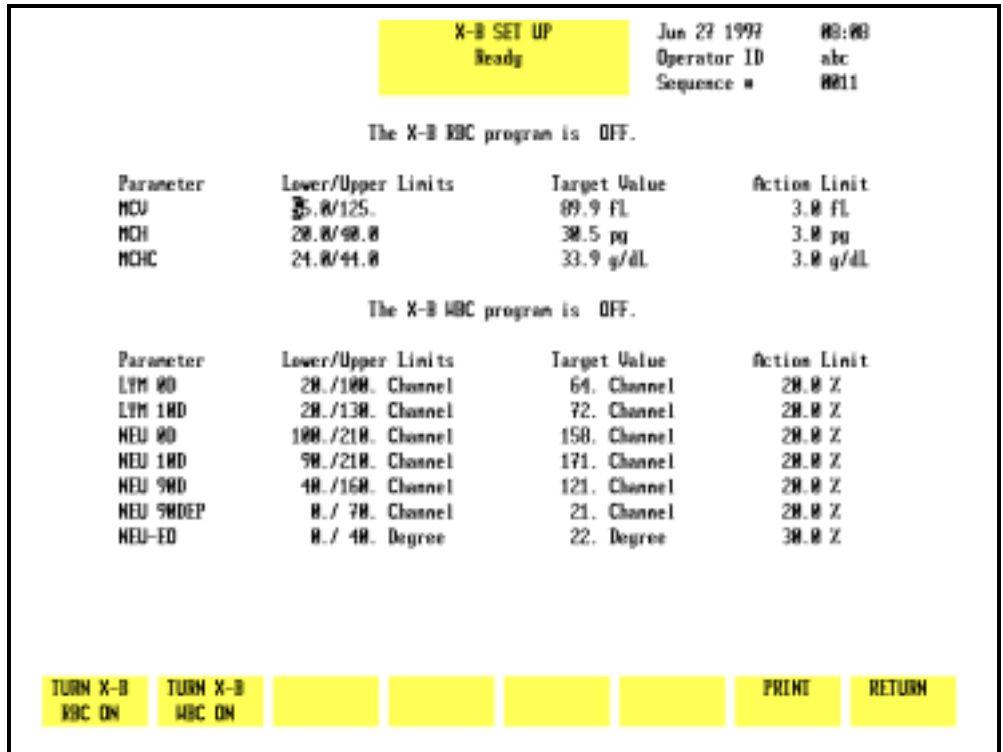 X-B SET UP Jun 27 1997 08:08
Ready Operator ID abc
Sequence # 0011
The X-B RBC program is OFF.
Parameter Lower/Upper Limits Target Value Action Limit
MCV 65.0/125. 89.9 fL 3.0 fL
MCH 20.0/40.0 30.5 pg 3.0 pg
MCHC 24.0/44.0 33.9 g/dL 3.0 g/dL
The X-B WBC program is OFF.
Parameter Lower/Upper Limits Target Value Action Limit
LYM 0D 20./100. Channel 64. Channel 20.0 %
LYM 10D 20./130. Channel 72. Channel 20.0 %
NEU 0D 100./210. Channel 158. Channel 20.0 %
NEU 10D 90./210. Channel 171. Channel 20.0 %
NEU 90D 40./160. Channel 121. Channel 20.0 %
NEU 90DEP 0./ 70. Channel 21. Channel 20.0 %
NEU-EO 0./ 40. Degree 22. Degree 30.0 %
TURN X-B RBC ON
TURN X-B WBC ON
PRINT
RETURN